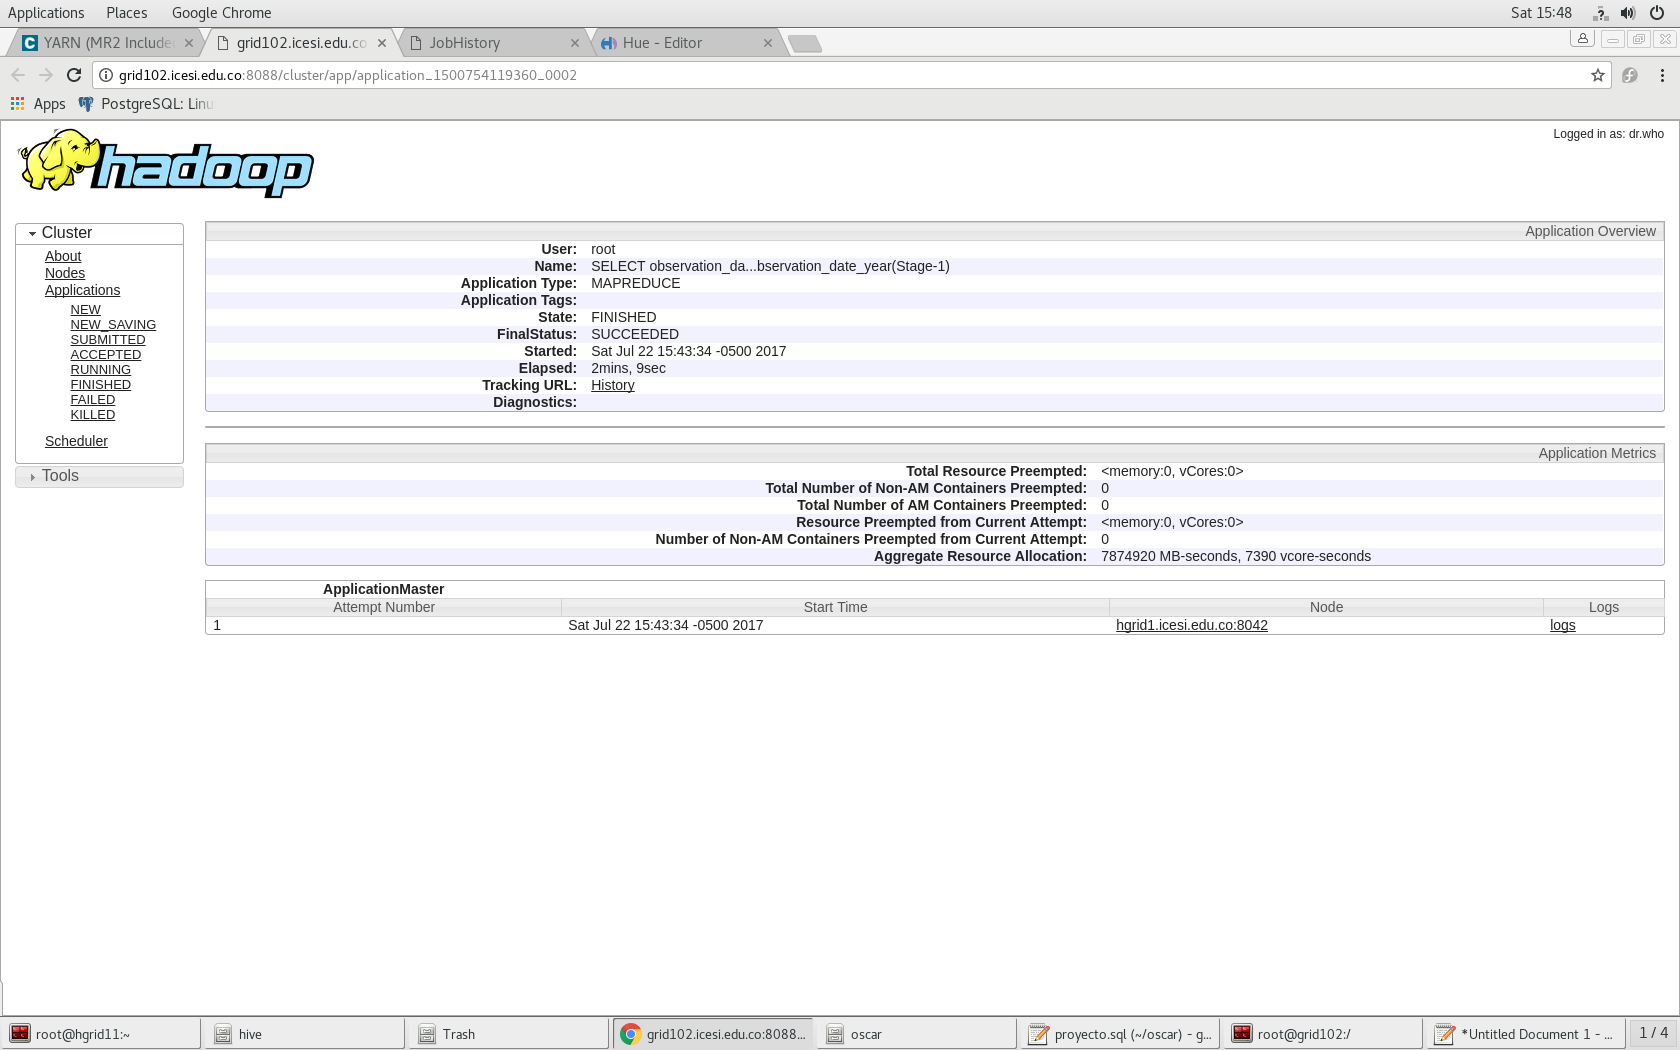 Applications Places Google Chrome Sat 15:48
YARN (MR2 Include grid102.icesi.edu.co JobHistory Hue - Editor
grid102.icesi.edu.co:8088/cluster/app/application_1500754119360_0002
Apps PostgreSQL: Linu
Logged in as: dr.who
hadoop
Cluster
About
Nodes
Applications
NEW
NEW_SAVING
SUBMITTED
ACCEPTED
RUNNING
FINISHED
FAILED
KILLED
Scheduler
Tools
Application Overview
User: root
Name: SELECT observation_da...bservation_date_year(Stage-1)
Application Type: MAPREDUCE
Application Tags:
State: FINISHED
FinalStatus: SUCCEEDED
Started: Sat Jul 22 15:43:34 -0500 2017
Elapsed: 2mins, 9sec
Tracking URL: History
Diagnostics:
Application Metrics
Total Resource Preempted: <memory:0, vCores:0>
Total Number of Non-AM Containers Preempted: 0
Total Number of AM Containers Preempted: 0
Resource Preempted from Current Attempt: <memory:0, vCores:0>
Number of Non-AM Containers Preempted from Current Attempt: 0
Aggregate Resource Allocation: 7874920 MB-seconds, 7390 vcore-seconds
ApplicationMaster
Attempt Number Start Time Node Logs
1 Sat Jul 22 15:43:34 -0500 2017 hgrid1.icesi.edu.co:8042 logs
root@hgrid11:~ hive Trash grid102.icesi.edu.co:8088... oscar proyecto.sql (~/oscar) - g... root@grid102:/ *Untitled Document 1 - ... 1 / 4